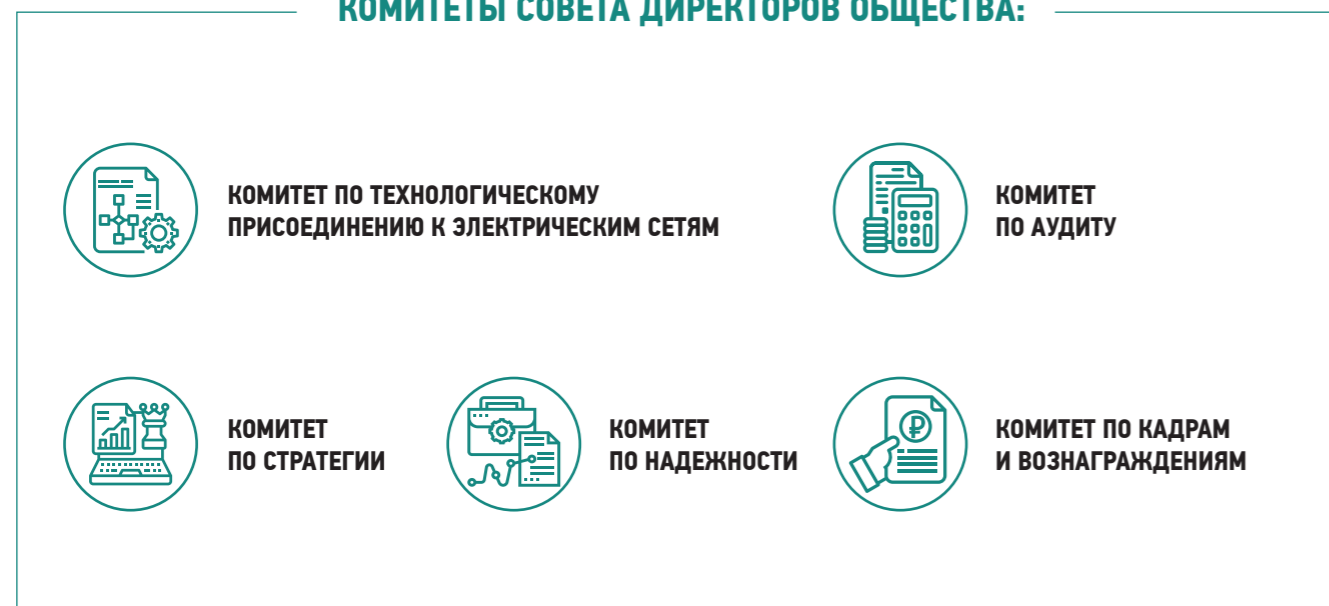 КОМИТЕТЫ СОВЕТА ДИРЕКТОРОВ ОБЩЕСТВА:
КОМИТЕТ ПО ТЕХНОЛОГИЧЕСКОМУ
ПРИСОЕДИНЕНИЮ К ЭЛЕКТРИЧЕСКИМ СЕТЯМ
КОМИТЕТ
ПО АУДИТУ
КОМИТЕТ
ПО СТРАТЕГИИ
КОМИТЕТ
ПО НАДЕЖНОСТИ
КОМИТЕТ ПО КАДРАМ
И ВОЗНАГРАЖДЕНИЯМ